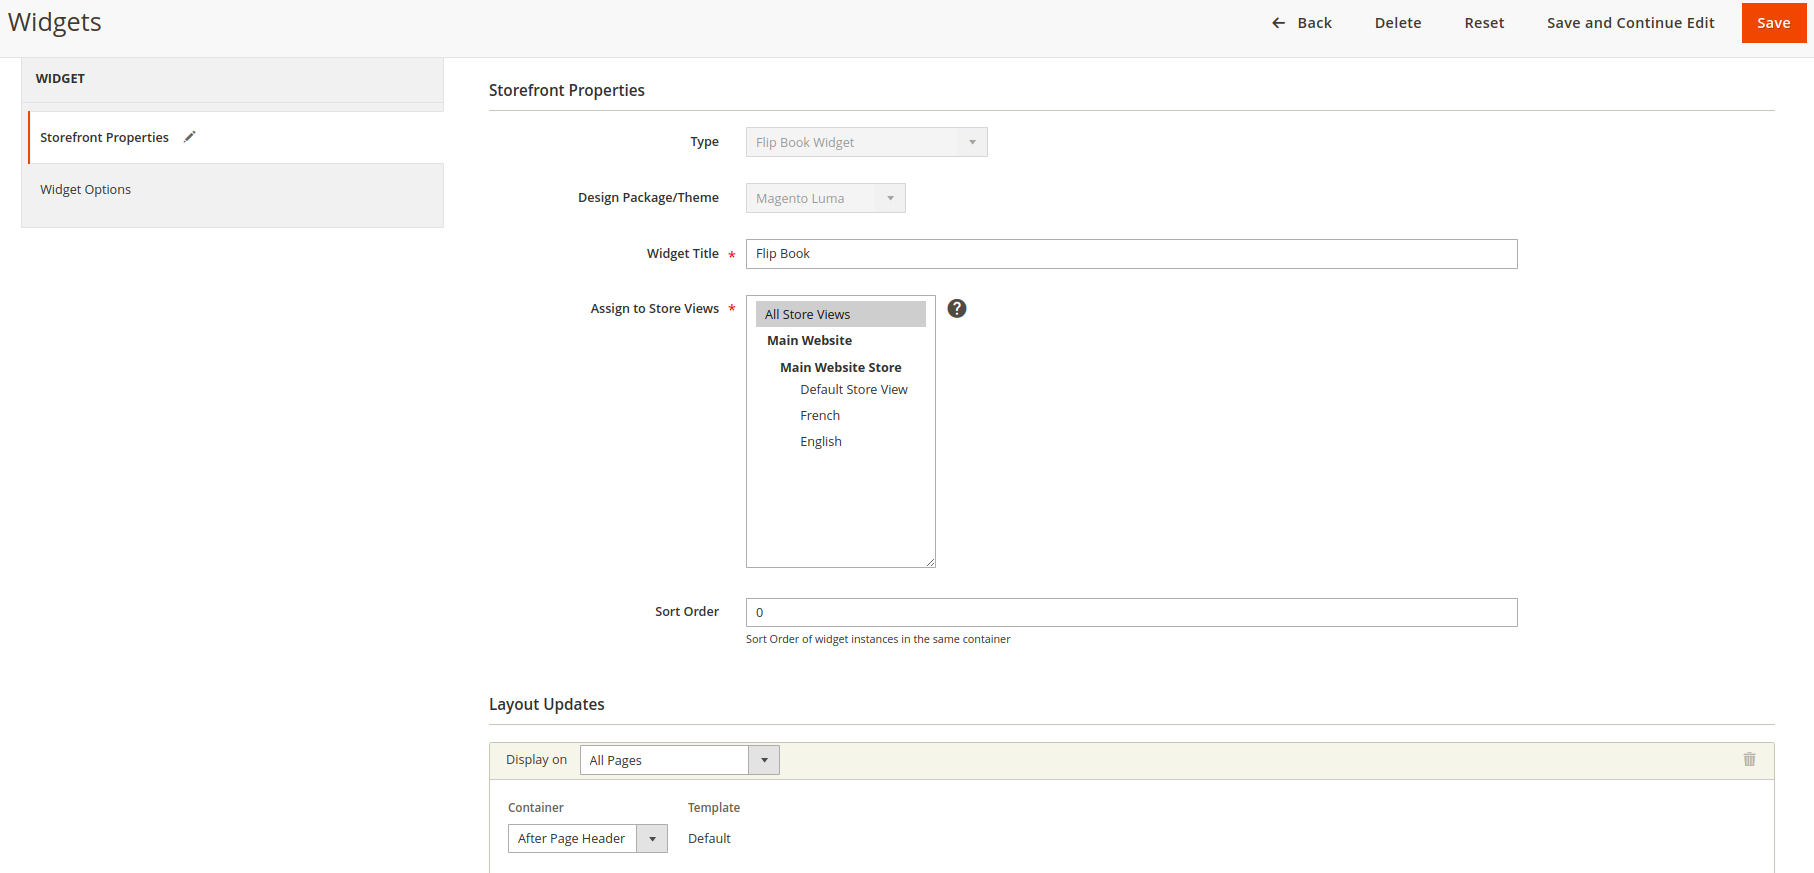 Widgets
Back
Delete
Reset
Save and Continue Edit
Save
WIDGET
Storefront Properties
Widget Options
Storefront Properties
Type
Flip Book Widget
Design Package/Theme
Magento Luma
Widget Title *
Flip Book
Assign to Store Views *
All Store Views
Main Website
Main Website Store
Default Store View
French
English
?
Sort Order
0
Sort Order of widget instances in the same container
Layout Updates
Display on
All Pages
Container
Template
After Page Header
Default